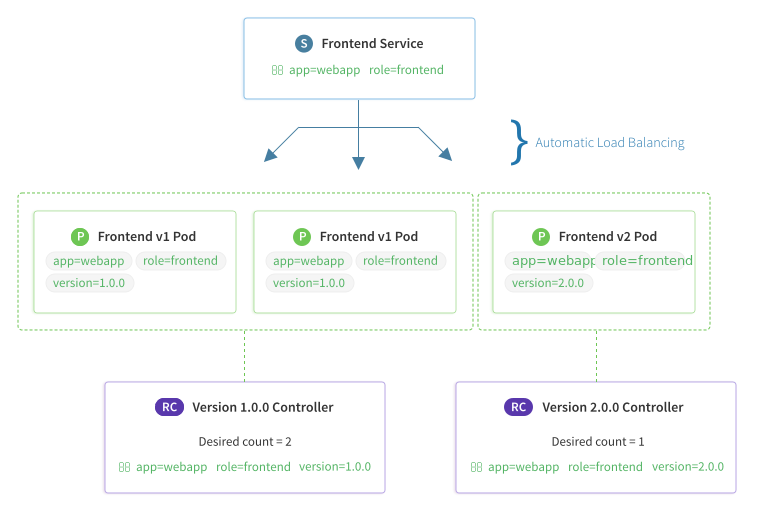 S Frontend Service
app=webapp role=frontend
} Automatic Load Balancing
P Frontend v1 Pod
app=webapp role=frontend
version=1.0.0
P Frontend v1 Pod
app=webapp role=frontend
version=1.0.0
P Frontend v2 Pod
app=webapp role=frontend
version=2.0.0
RC Version 1.0.0 Controller
Desired count = 2
app=webapp role=frontend version=1.0.0
RC Version 2.0.0 Controller
Desired count = 1
app=webapp role=frontend version=2.0.0